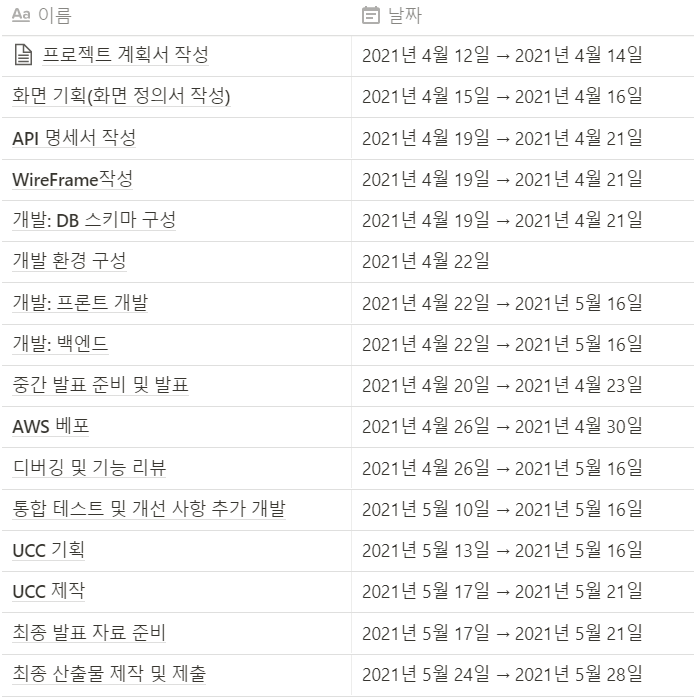 Aa 이름 날짜
프로젝트 계획서 작성 2021년 4월 12일 → 2021년 4월 14일
화면 기획(화면 정의서 작성) 2021년 4월 15일 → 2021년 4월 16일
API 명세서 작성 2021년 4월 19일 → 2021년 4월 21일
WireFrame작성 2021년 4월 19일 → 2021년 4월 21일
개발: DB 스키마 구성 2021년 4월 19일 → 2021년 4월 21일
개발 환경 구성 2021년 4월 22일
개발: 프론트 개발 2021년 4월 22일 → 2021년 5월 16일
개발: 백엔드 2021년 4월 22일 → 2021년 5월 16일
중간 발표 준비 및 발표 2021년 4월 20일 → 2021년 4월 23일
AWS 베포 2021년 4월 26일 → 2021년 4월 30일
디버깅 및 기능 리뷰 2021년 4월 26일 → 2021년 5월 16일
통합 테스트 및 개선 사항 추가 개발 2021년 5월 10일 → 2021년 5월 16일
UCC 기획 2021년 5월 13일 → 2021년 5월 16일
UCC 제작 2021년 5월 17일 → 2021년 5월 21일
최종 발표 자료 준비 2021년 5월 17일 → 2021년 5월 21일
최종 산출물 제작 및 제출 2021년 5월 24일 → 2021년 5월 28일